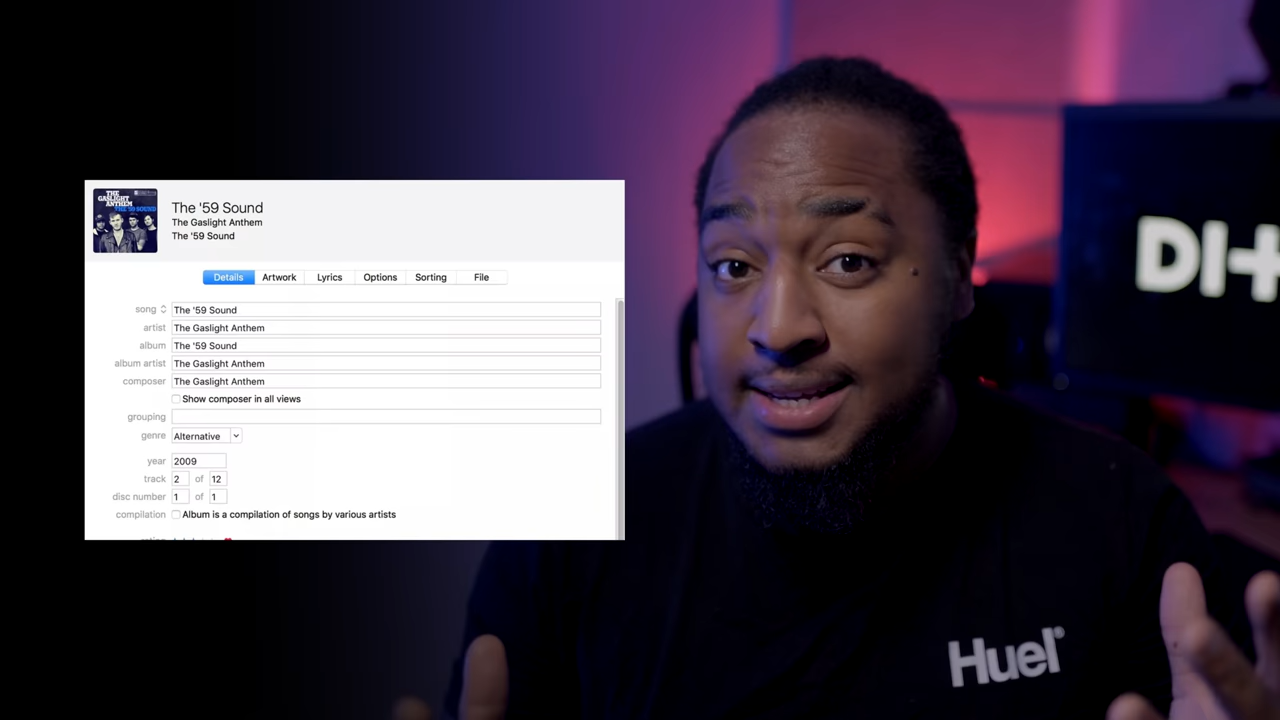 THE
GASLIGHT
ANTHEM
THE '59 SOUND
The '59 Sound
The Gaslight Anthem
The '59 Sound
Details Artwork Lyrics Options Sorting File
song The '59 Sound
artist The Gaslight Anthem
album The '59 Sound
album artist The Gaslight Anthem
composer The Gaslight Anthem
Show composer in all views
grouping
genre Alternative
year 2009
track 2 of 12
disc number 1 of 1
compilation Album is a compilation of songs by various artists
DI+
Huel®